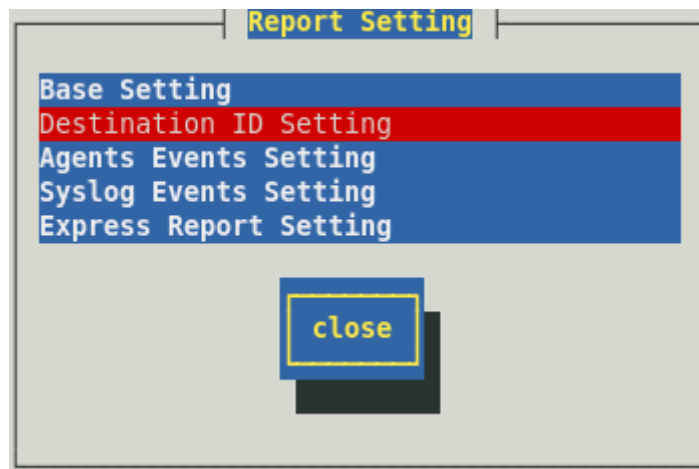 Report Setting
Base Setting
Destination ID Setting
Agents Events Setting
Syslog Events Setting
Express Report Setting
close